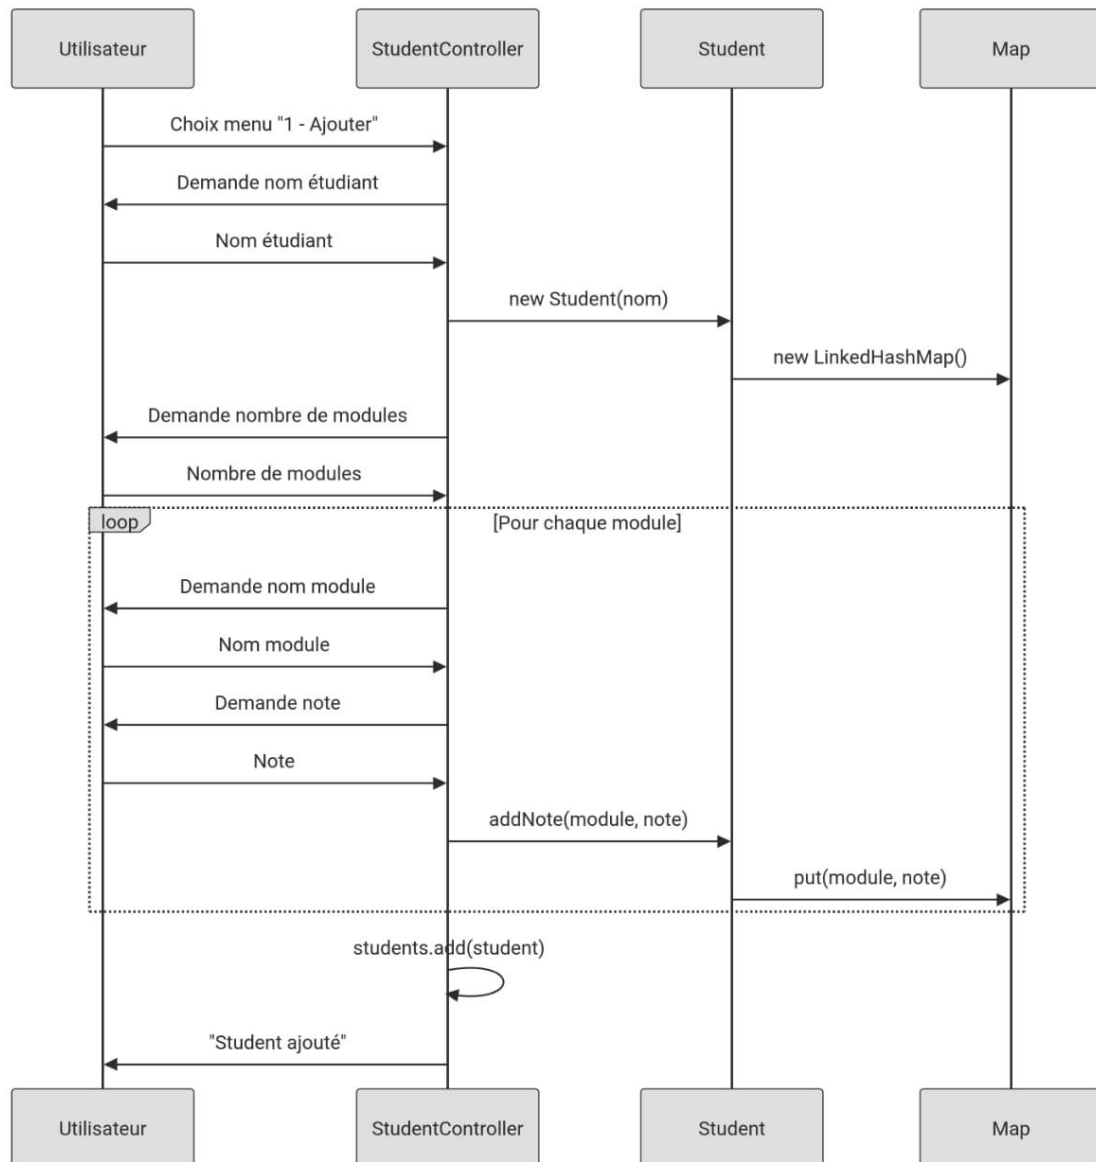 Utilisateur
StudentController
Student
Map
Choix menu "1 - Ajouter"
Demande nom étudiant
Nom étudiant
new Student(nom)
new LinkedHashMap()
Demande nombre de modules
Nombre de modules
loop
[Pour chaque module]
Demande nom module
Nom module
Demande note
Note
addNote(module, note)
put(module, note)
students.add(student)
"Student ajouté"
Utilisateur
StudentController
Student
Map